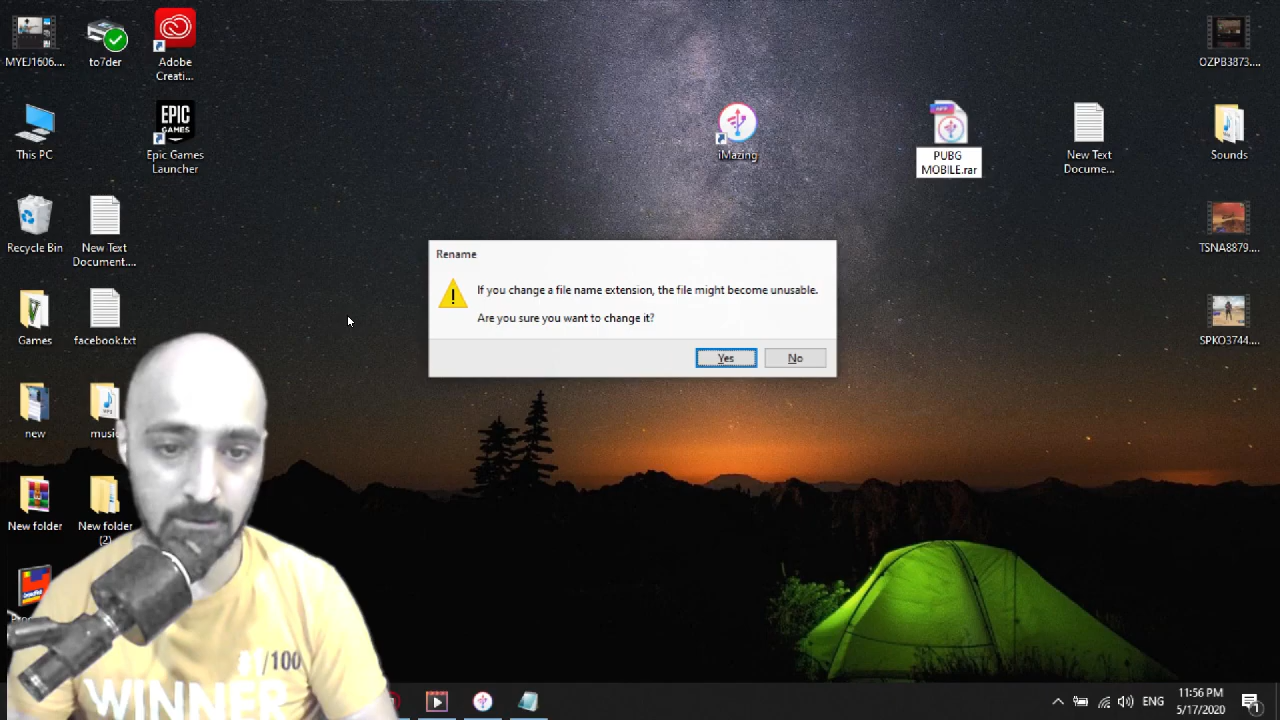 MYEJ1606....
to7der
Adobe
Creati...
OZPB3873....
This PC
EPIC
GAMES
Epic Games
Launcher
iMazing
PUBG
MOBILE.rar
New Text
Docume...
Sounds
Recycle Bin
New Text
Document....
TSNA8879....
Rename
If you change a file name extension, the file might become unusable.
Are you sure you want to change it?
Yes
No
Games
facebook.txt
SPKO3744....
new
music
New folder
New folder
(2)
#1/100
WINNER
ENG
11:56 PM
5/17/2020
1